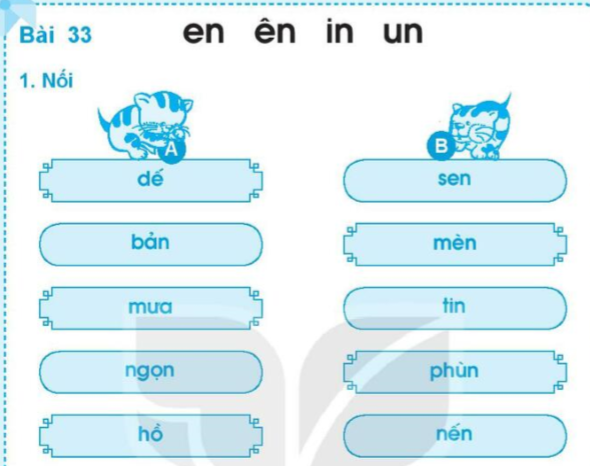 Bài 33 en ên in un
1. Nối
A B
dế sen
bản mèn
mưa tin
ngọn phùn
hồ nến